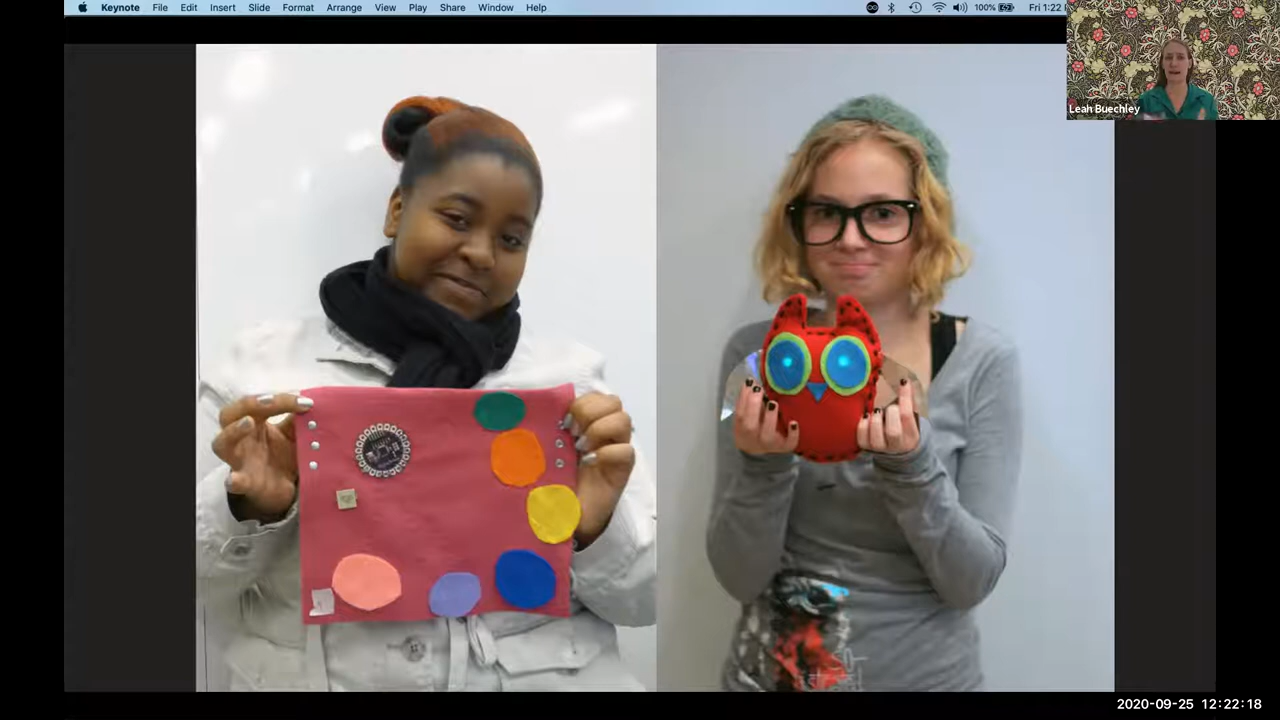 Keynote File Edit Insert Slide Format Arrange View Play Share Window Help 100% Fri 1:22
Leah Buechley
2020-09-25 12:22:18